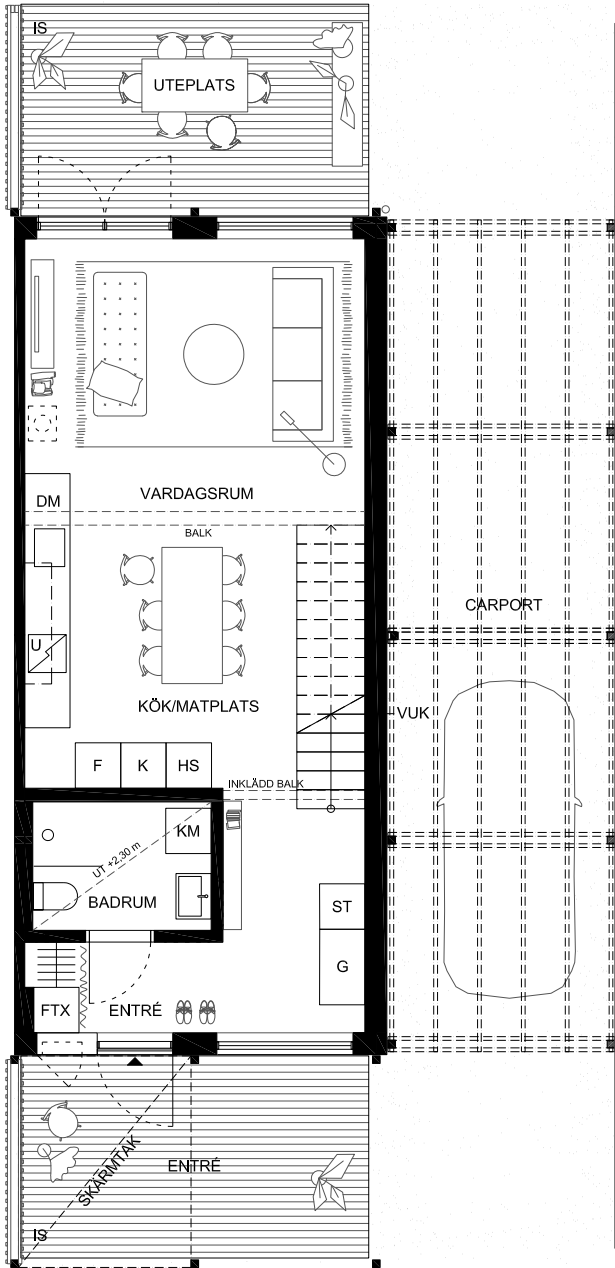 IS
UTEPLATS
DM
VARDAGSRUM
BALK
CARPORT
U
KÖK/MATPLATS
VUK
F
K
HS
INKLÄDD BALK
KM
UT +2,30 m
BADRUM
ST
G
FTX
ENTRÉ
SKÄRMTAK
ENTRÉ
IS